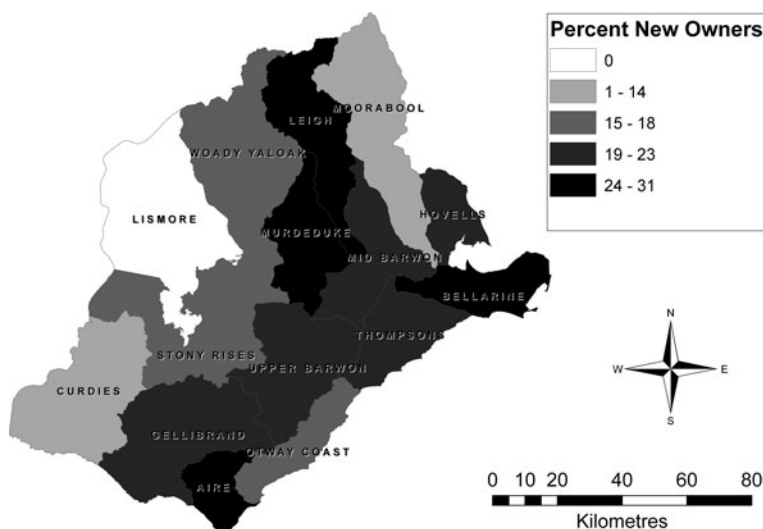 Percent New Owners
0
1 - 14
15 - 18
19 - 23
24 - 31
MOORABOOL
LEIGH
WOADY YALOAK
LISMORE
HOVELLS
MURDEDUKE
MID BARWON
BELLARINE
THOMPSONS
STONY RISES
UPPER BARWON
CURDIES
GELLIBRAND
OTWAY COAST
AIRE
N
W E
S
0 10 20 40 60 80
Kilometres